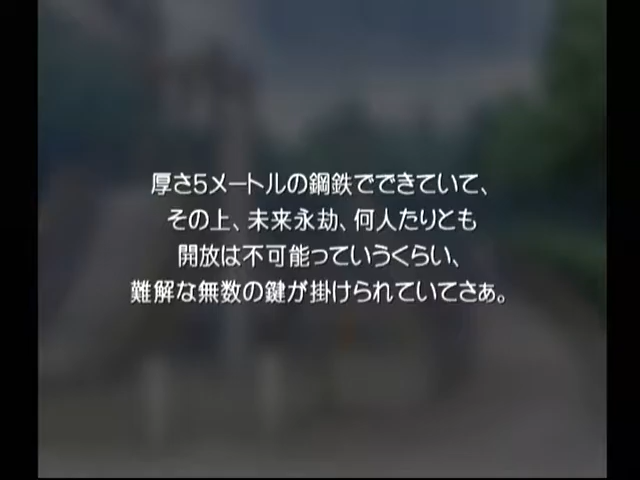 厚さ5メートルの鋼鉄でできていて、
その上、未来永劫、何人たりとも
開放は不可能っていうくらい、
難解な無数の鍵が掛けられていてさぁ。